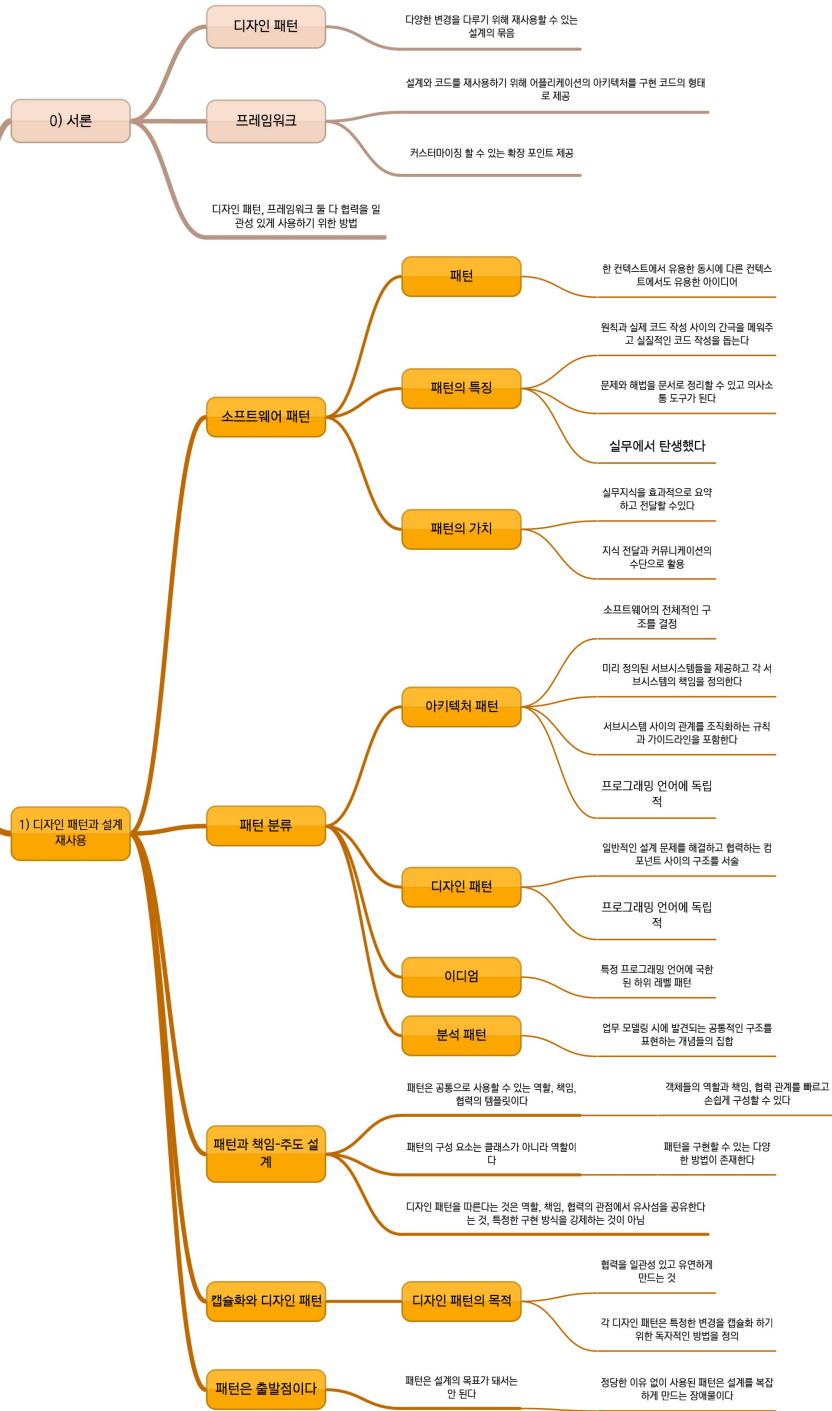 디자인 패턴
다양한 변경을 다루기 위해 재사용할 수 있는
설계의 묶음
0) 서론
프레임워크
설계와 코드를 재사용하기 위해 어플리케이션의 아키텍처를 구현 코드의 형태
로 제공
커스터마이징 할 수 있는 확장 포인트 제공
디자인 패턴, 프레임워크 둘 다 협력을 일
관성 있게 사용하기 위한 방법
1) 디자인 패턴과 설계
재사용
소프트웨어 패턴
패턴
한 컨텍스트에서 유용한 동시에 다른 컨텍스
트에서도 유용한 아이디어
패턴의 특징
원칙과 실제 코드 작성 사이의 간극을 메워주
고 실질적인 코드 작성을 돕는다
문제와 해법을 문서로 정리할 수 있고 의사소
통 도구가 된다
실무에서 탄생했다
패턴의 가치
실무지식을 효과적으로 요약
하고 전달할 수있다
지식 전달과 커뮤니케이션의
수단으로 활용
패턴 분류
아키텍처 패턴
소프트웨어의 전체적인 구
조를 결정
미리 정의된 서브시스템들을 제공하고 각 서
브시스템의 책임을 정의한다
서브시스템 사이의 관계를 조직화하는 규칙
과 가이드라인을 포함한다
프로그래밍 언어에 독립
적
디자인 패턴
일반적인 설계 문제를 해결하고 협력하는 컴
포넌트 사이의 구조를 서술
프로그래밍 언어에 독립
적
이디엄
특정 프로그래밍 언어에 국한
된 하위 레벨 패턴
분석 패턴
업무 모델링 시에 발견되는 공통적인 구조를
표현하는 개념들의 집합
패턴과 책임-주도 설
계
패턴은 공통으로 사용할 수 있는 역할, 책임,
협력의 템플릿이다
객체들의 역할과 책임, 협력 관계를 빠르고
손쉽게 구성할 수 있다
패턴의 구성 요소는 클래스가 아니라 역할이
다
패턴을 구현할 수 있는 다양
한 방법이 존재한다
디자인 패턴을 따른다는 것은 역할, 책임, 협력의 관점에서 유사성을 공유한다
는 것, 특정한 구현 방식을 강제하는 것이 아님
캡슐화와 디자인 패턴
디자인 패턴의 목적
협력을 일관성 있고 유연하게
만드는 것
각 디자인 패턴은 특정한 변경을 캡슐화 하기
위한 독자적인 방법을 정의
패턴은 출발점이다
패턴은 설계의 목표가 돼서는
안 된다
정당한 이유 없이 사용된 패턴은 설계를 복잡
하게 만드는 장애물이다